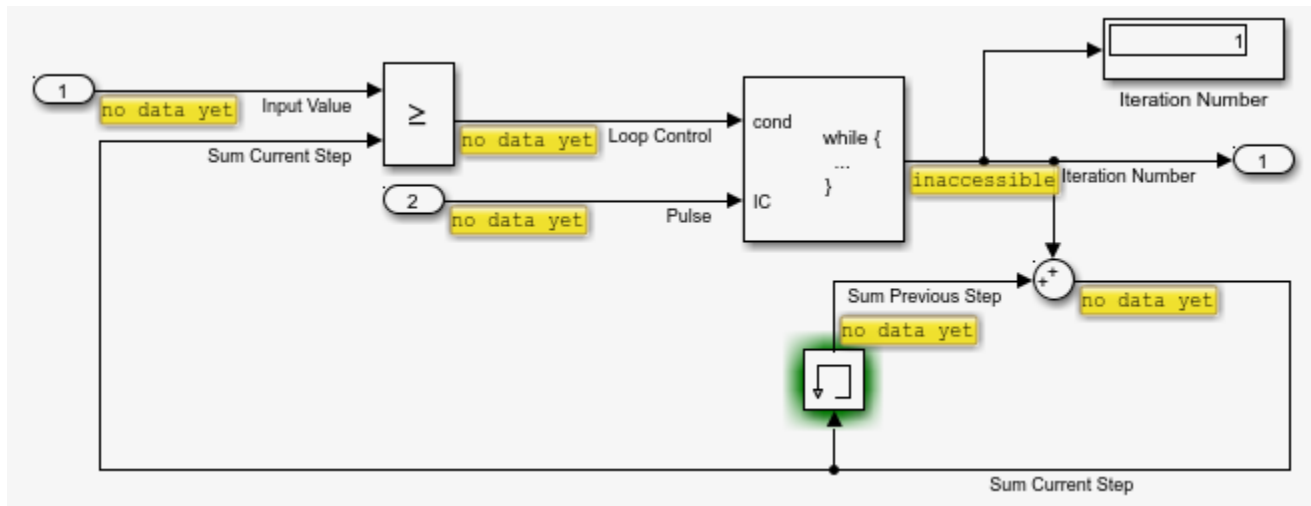 1
Iteration Number
1
no data yet
Input Value
≥
Sum Current Step
no data yet
Loop Control
cond
while {
...
}
IC
2
no data yet
Pulse
inaccessible
Iteration Number
1
Sum Previous Step
no data yet
+
+
no data yet
Sum Current Step